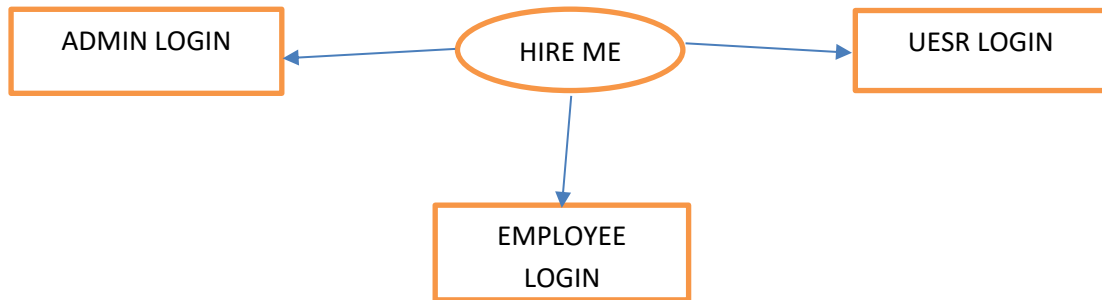 ADMIN LOGIN
HIRE ME
UESR LOGIN
EMPLOYEE
LOGIN